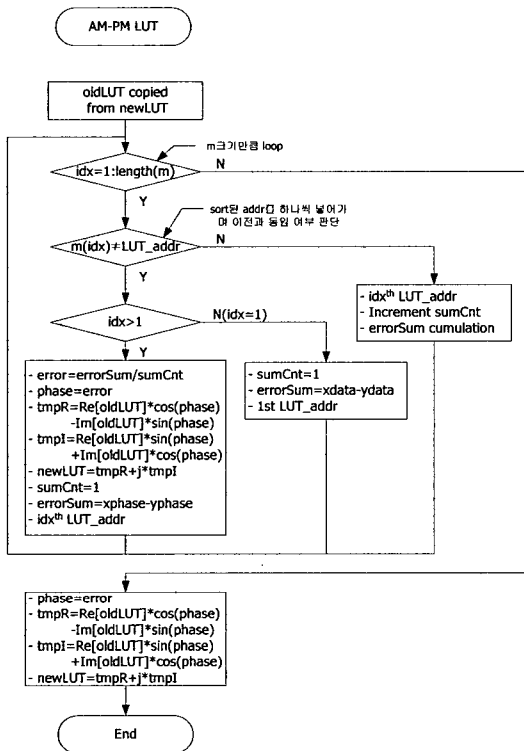 AM-PM LUT
oldLUT copied
from newLUT
m크기만큼 loop
idx=1:length(m)
N
Y
sort된 addr를 하나씩 넣어가
며 이전과 동일 여부 판단
m(idx)≠LUT_addr
N
Y
- idxth LUT_addr
- Increment sumCnt
- errorSum cumulation
idx>1
N(idx=1)
Y
- error=errorSum/sumCnt
- phase=error
- tmpR=Re[oldLUT]*cos(phase)
-Im[oldLUT]*sin(phase)
- tmpI=Re[oldLUT]*sin(phase)
+Im[oldLUT]*cos(phase)
- newLUT=tmpR+j*tmpI
- sumCnt=1
- errorSum=xphase-yphase
- idxth LUT_addr
- sumCnt=1
- errorSum=xdata-ydata
- 1st LUT_addr
- phase=error
- tmpR=Re[oldLUT]*cos(phase)
-Im[oldLUT]*sin(phase)
- tmpI=Re[oldLUT]*sin(phase)
+Im[oldLUT]*cos(phase)
- newLUT=tmpR+j*tmpI
End